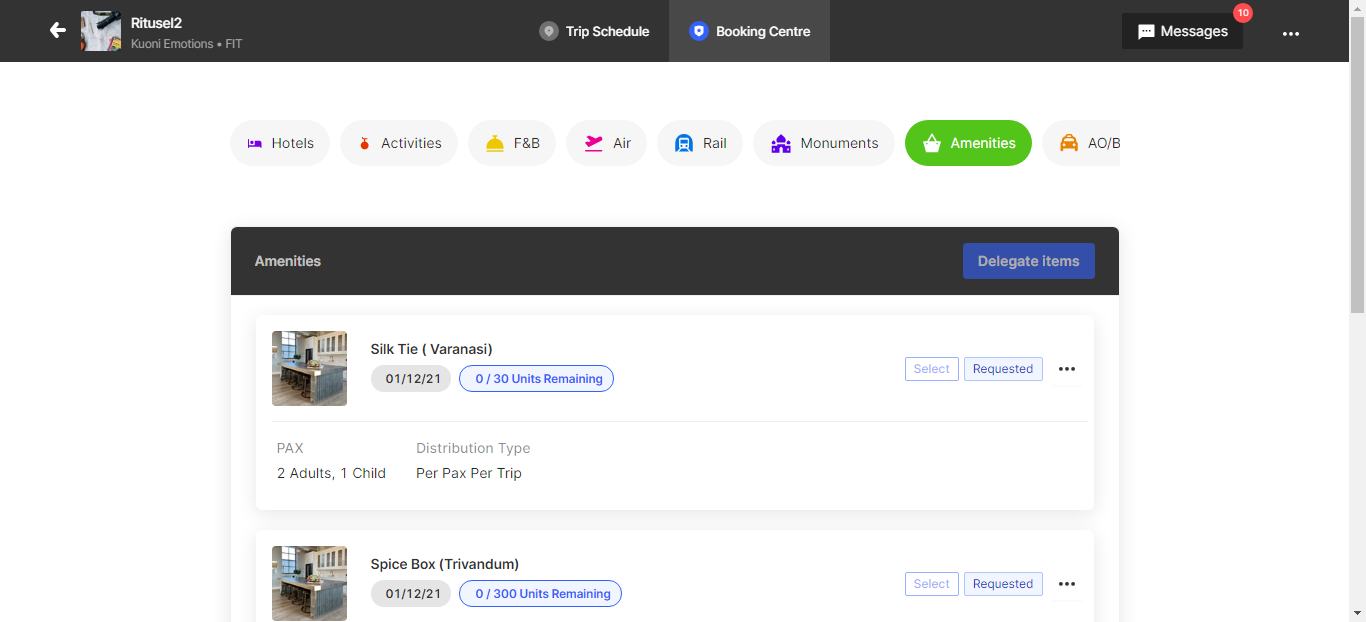 Ritusel2
Kuoni Emotions • FIT
Trip Schedule
Booking Centre
Messages
10
Hotels
Activities
F&B
Air
Rail
Monuments
Amenities
AO/B
Amenities
Delegate items
Silk Tie ( Varanasi)
01/12/21
0 / 30 Units Remaining
Select
Requested
PAX
Distribution Type
2 Adults, 1 Child
Per Pax Per Trip
Spice Box (Trivandum)
01/12/21
0 / 300 Units Remaining
Select
Requested